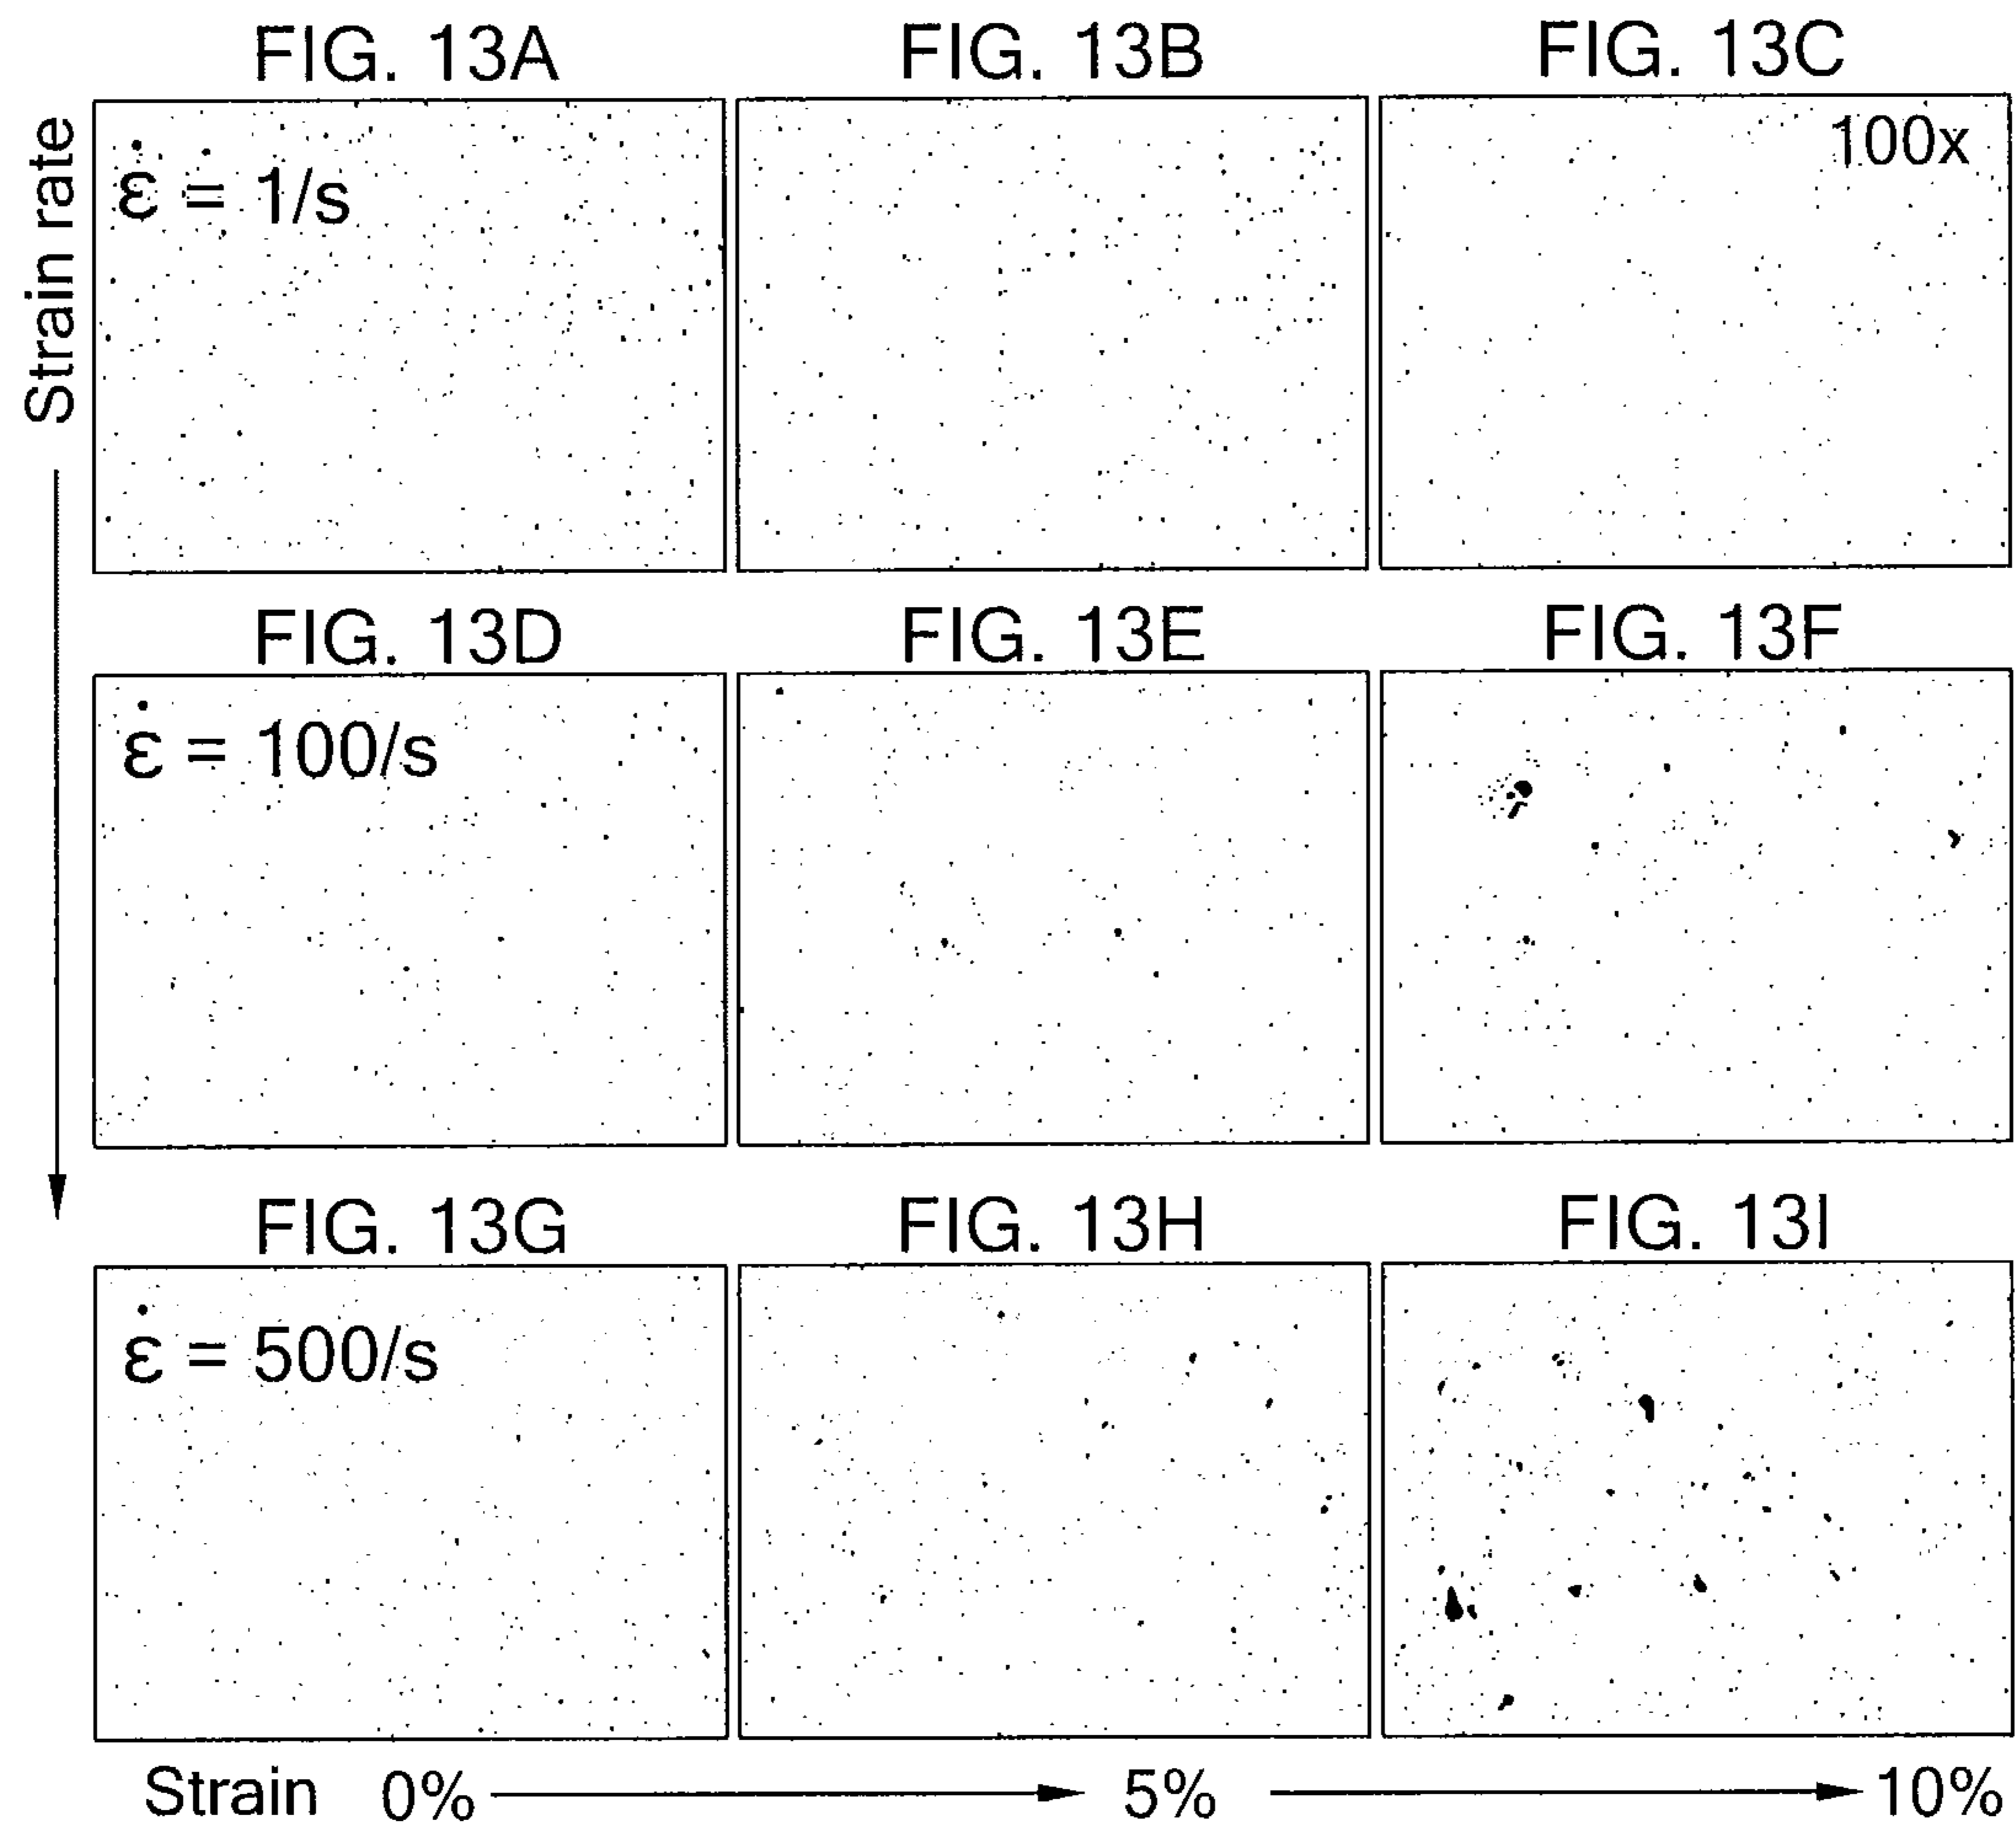 FIG. 13A
FIG. 13B
FIG. 13C
Strain rate
ε̇ = 1/s
100x
FIG. 13D
FIG. 13E
FIG. 13F
ε̇ = 100/s
FIG. 13G
FIG. 13H
FIG. 13I
ε̇ = 500/s
Strain 0% 5% 10%